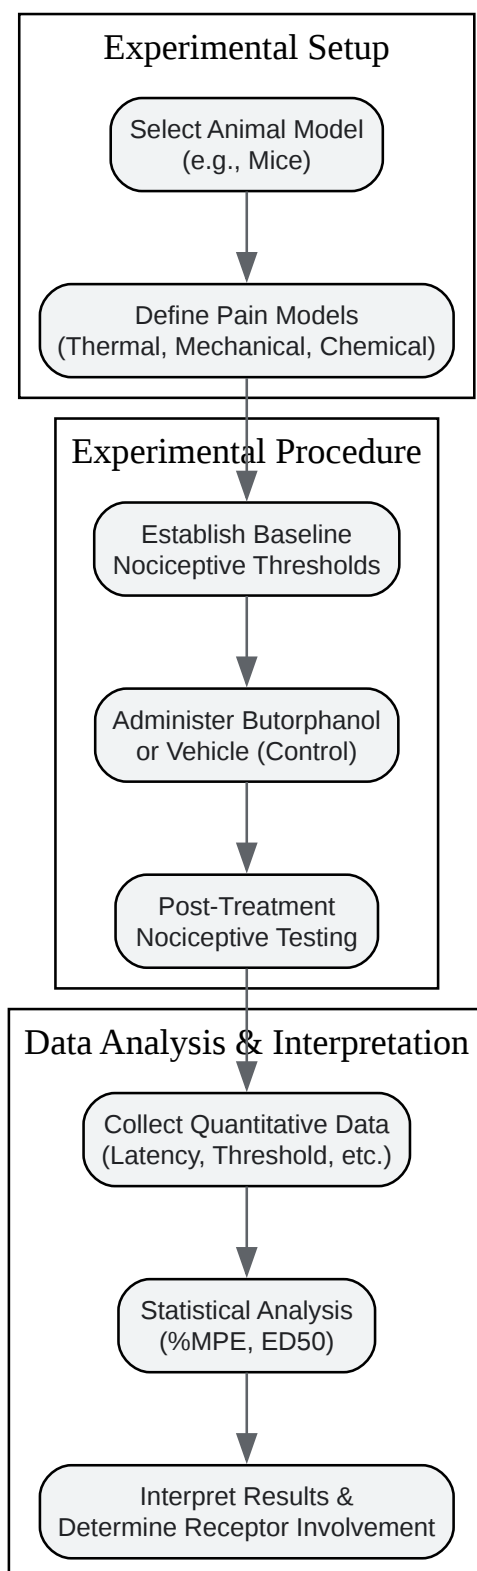 Experimental Setup
Select Animal Model
(e.g., Mice)
Define Pain Models
(Thermal, Mechanical, Chemical)
Experimental Procedure
Establish Baseline
Nociceptive Thresholds
Administer Butorphanol
or Vehicle (Control)
Post-Treatment
Nociceptive Testing
Data Analysis & Interpretation
Collect Quantitative Data
(Latency, Threshold, etc.)
Statistical Analysis
(%MPE, ED50)
Interpret Results &
Determine Receptor Involvement